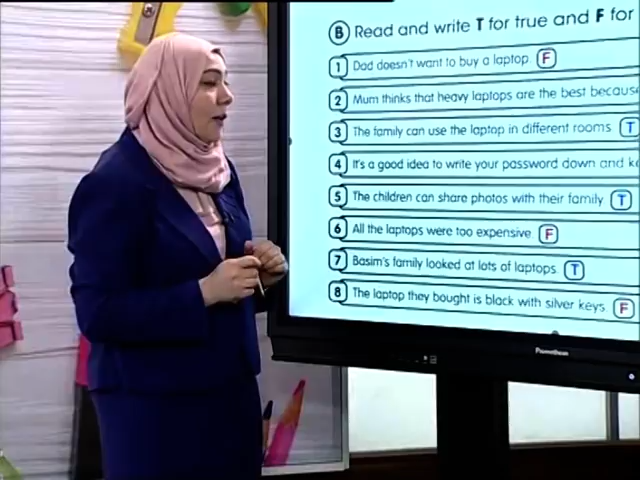 B Read and write T for true and F for
1 Dad doesn't want to buy a laptop. F
2 Mum thinks that heavy laptops are the best because
3 The family can use the laptop in different rooms. T
4 It's a good idea to write your password down and
5 The children can share photos with their family. T
6 All the laptops were too expensive. F
7 Basim's family looked at lots of laptops. T
8 The laptop they bought is black with silver keys. F
Promethean